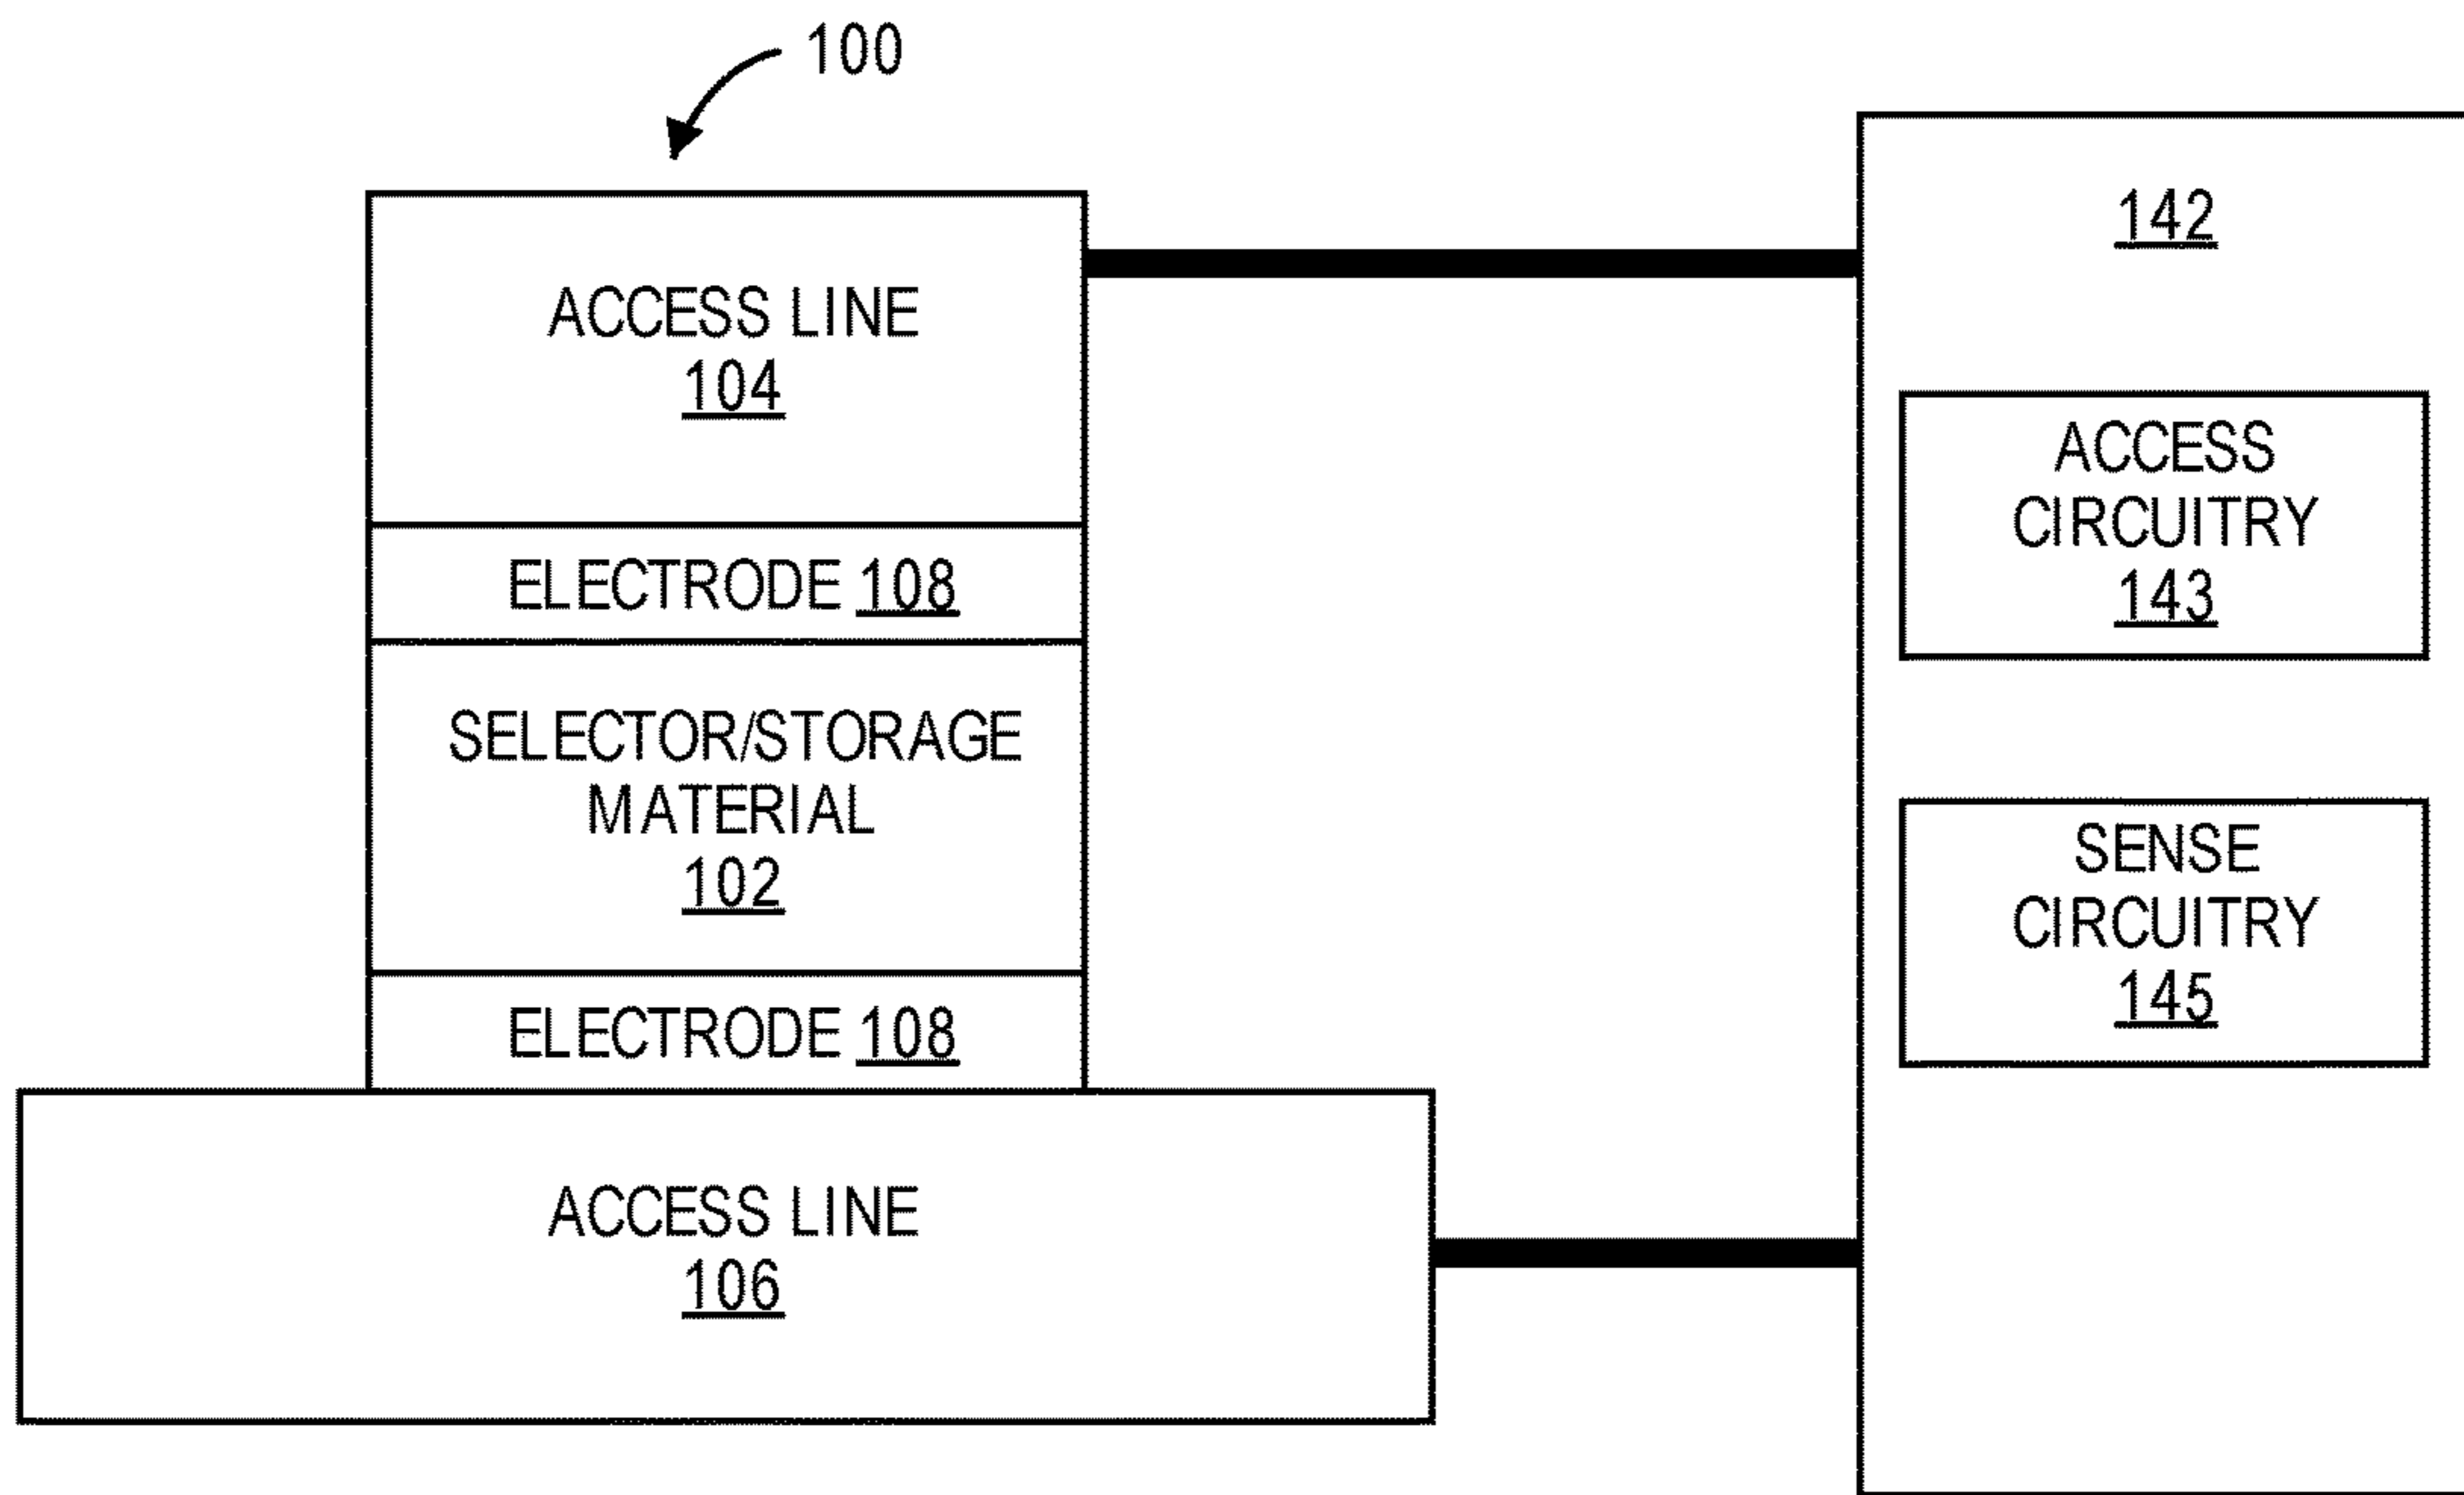 100
ACCESS LINE
104
ELECTRODE 108
SELECTOR/STORAGE
MATERIAL
102
ELECTRODE 108
ACCESS LINE
106
142
ACCESS
CIRCUITRY
143
SENSE
CIRCUITRY
145